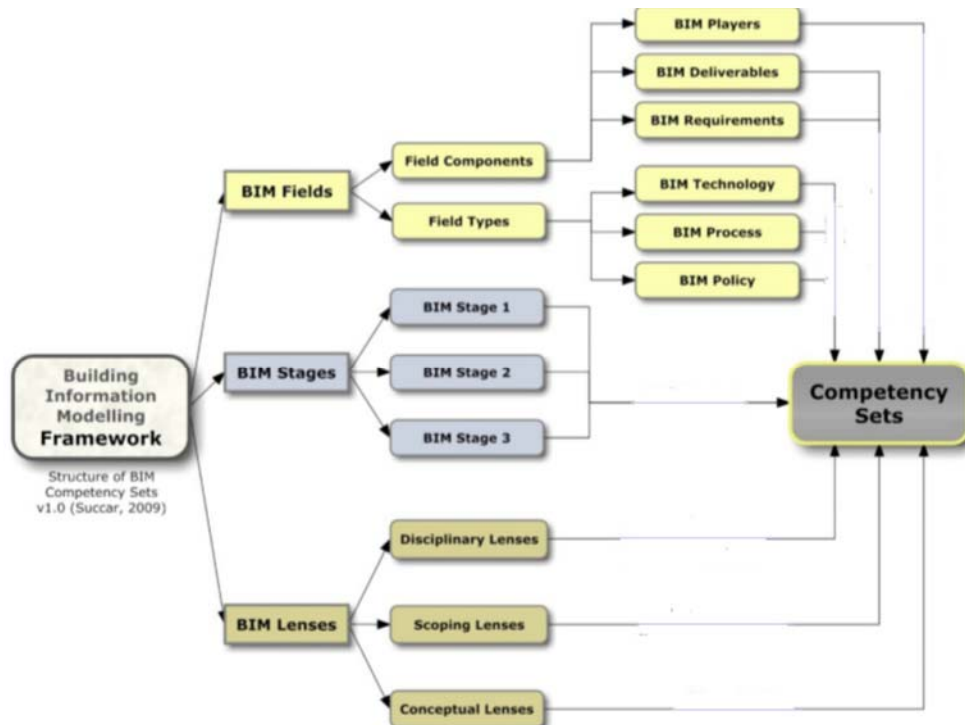 BIM Players
BIM Deliverables
BIM Requirements
Field Components
BIM Fields
Field Types
BIM Technology
BIM Process
BIM Policy
BIM Stage 1
BIM Stages
BIM Stage 2
BIM Stage 3
Building
Information
Modelling
Framework
Structure of BIM
Competency Sets
v1.0 (Succar, 2009)
Competency
Sets
Disciplinary Lenses
BIM Lenses
Scoping Lenses
Conceptual Lenses